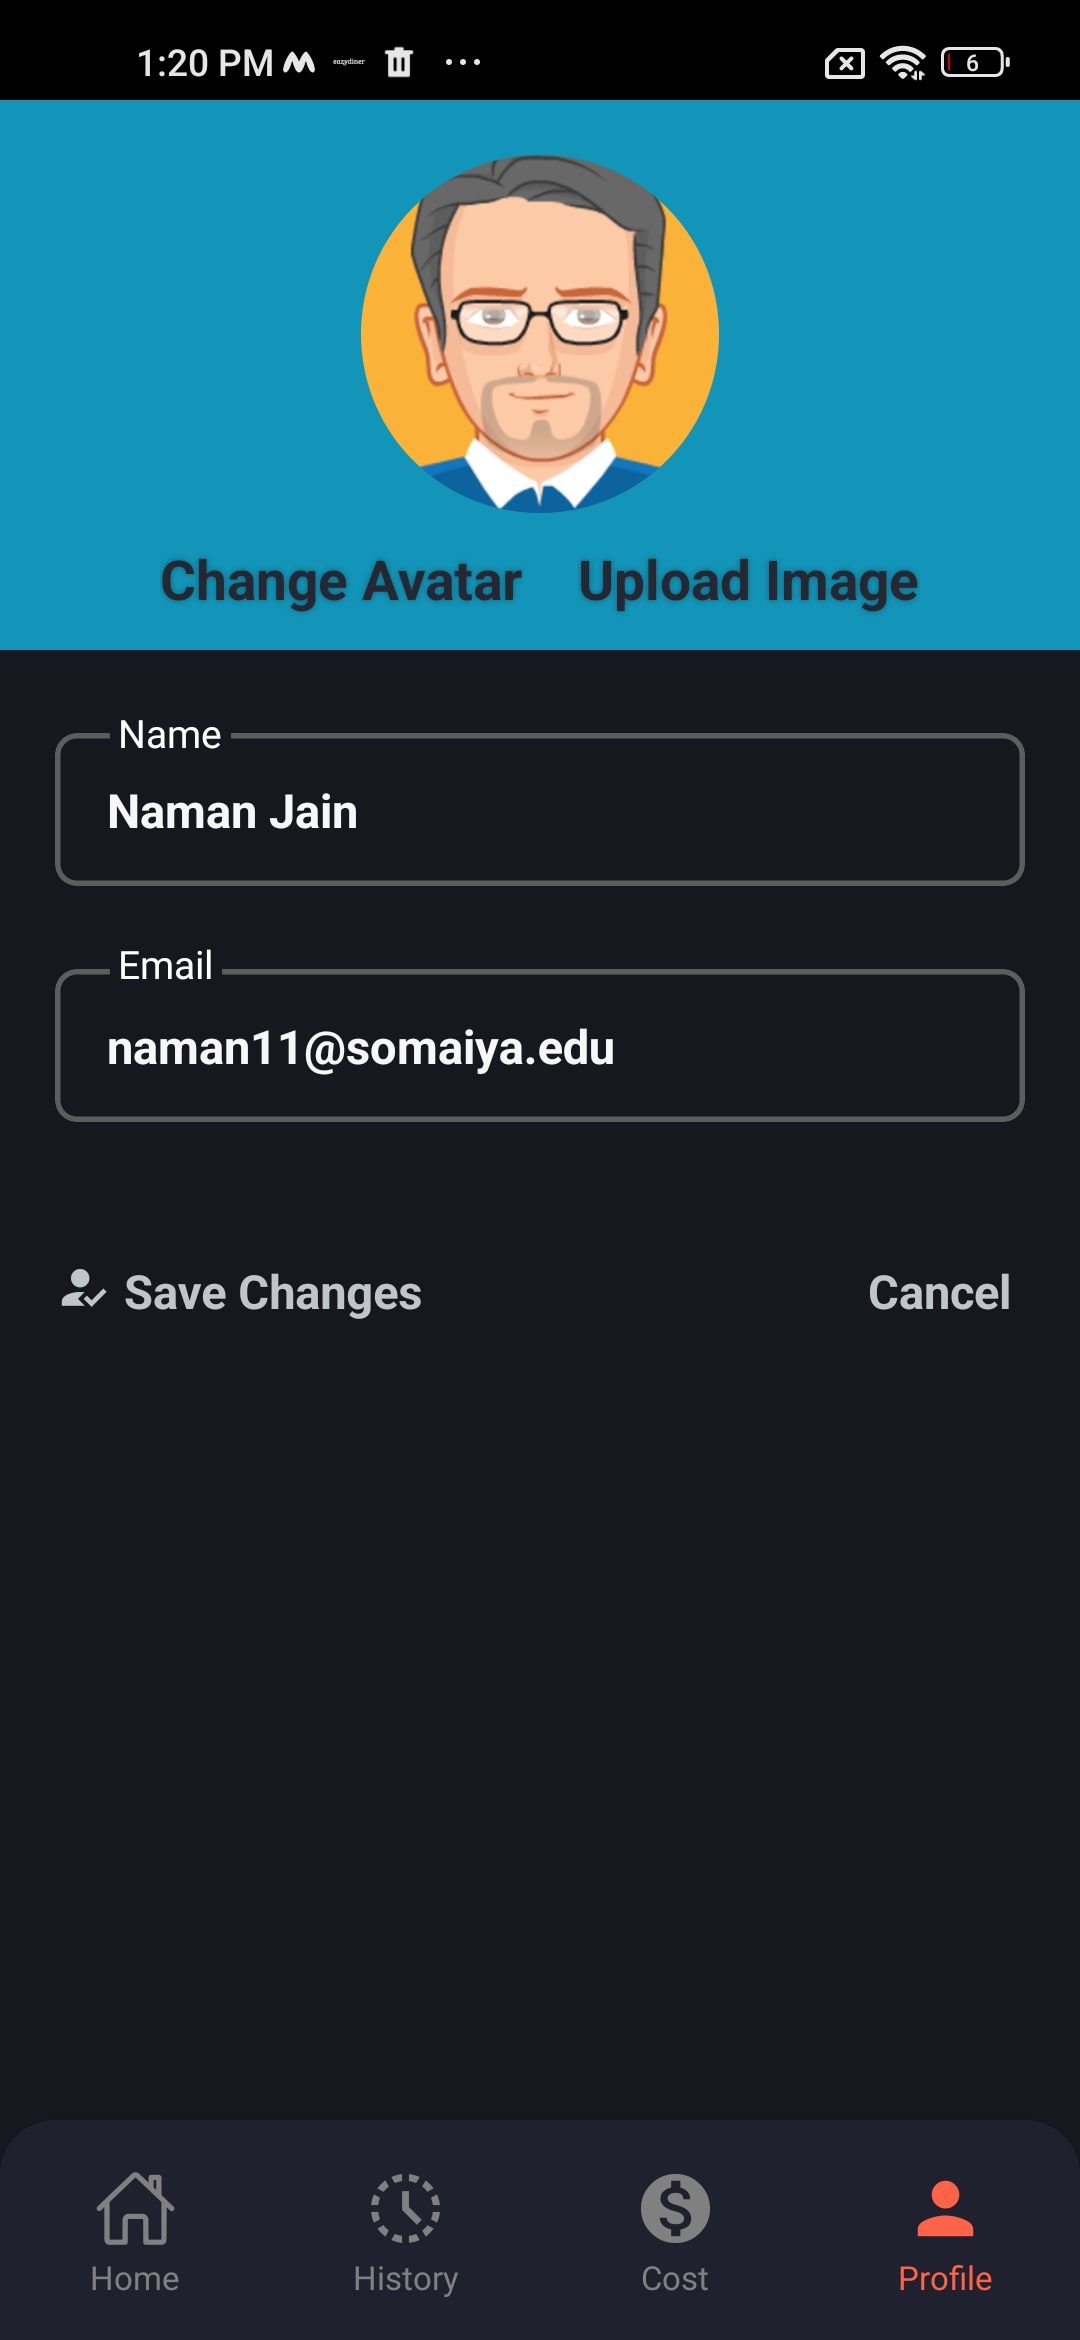 1:20 PM eazydiner 6
Change Avatar Upload Image
Name
Naman Jain
Email
naman11@somaiya.edu
Save Changes Cancel
Home History Cost Profile